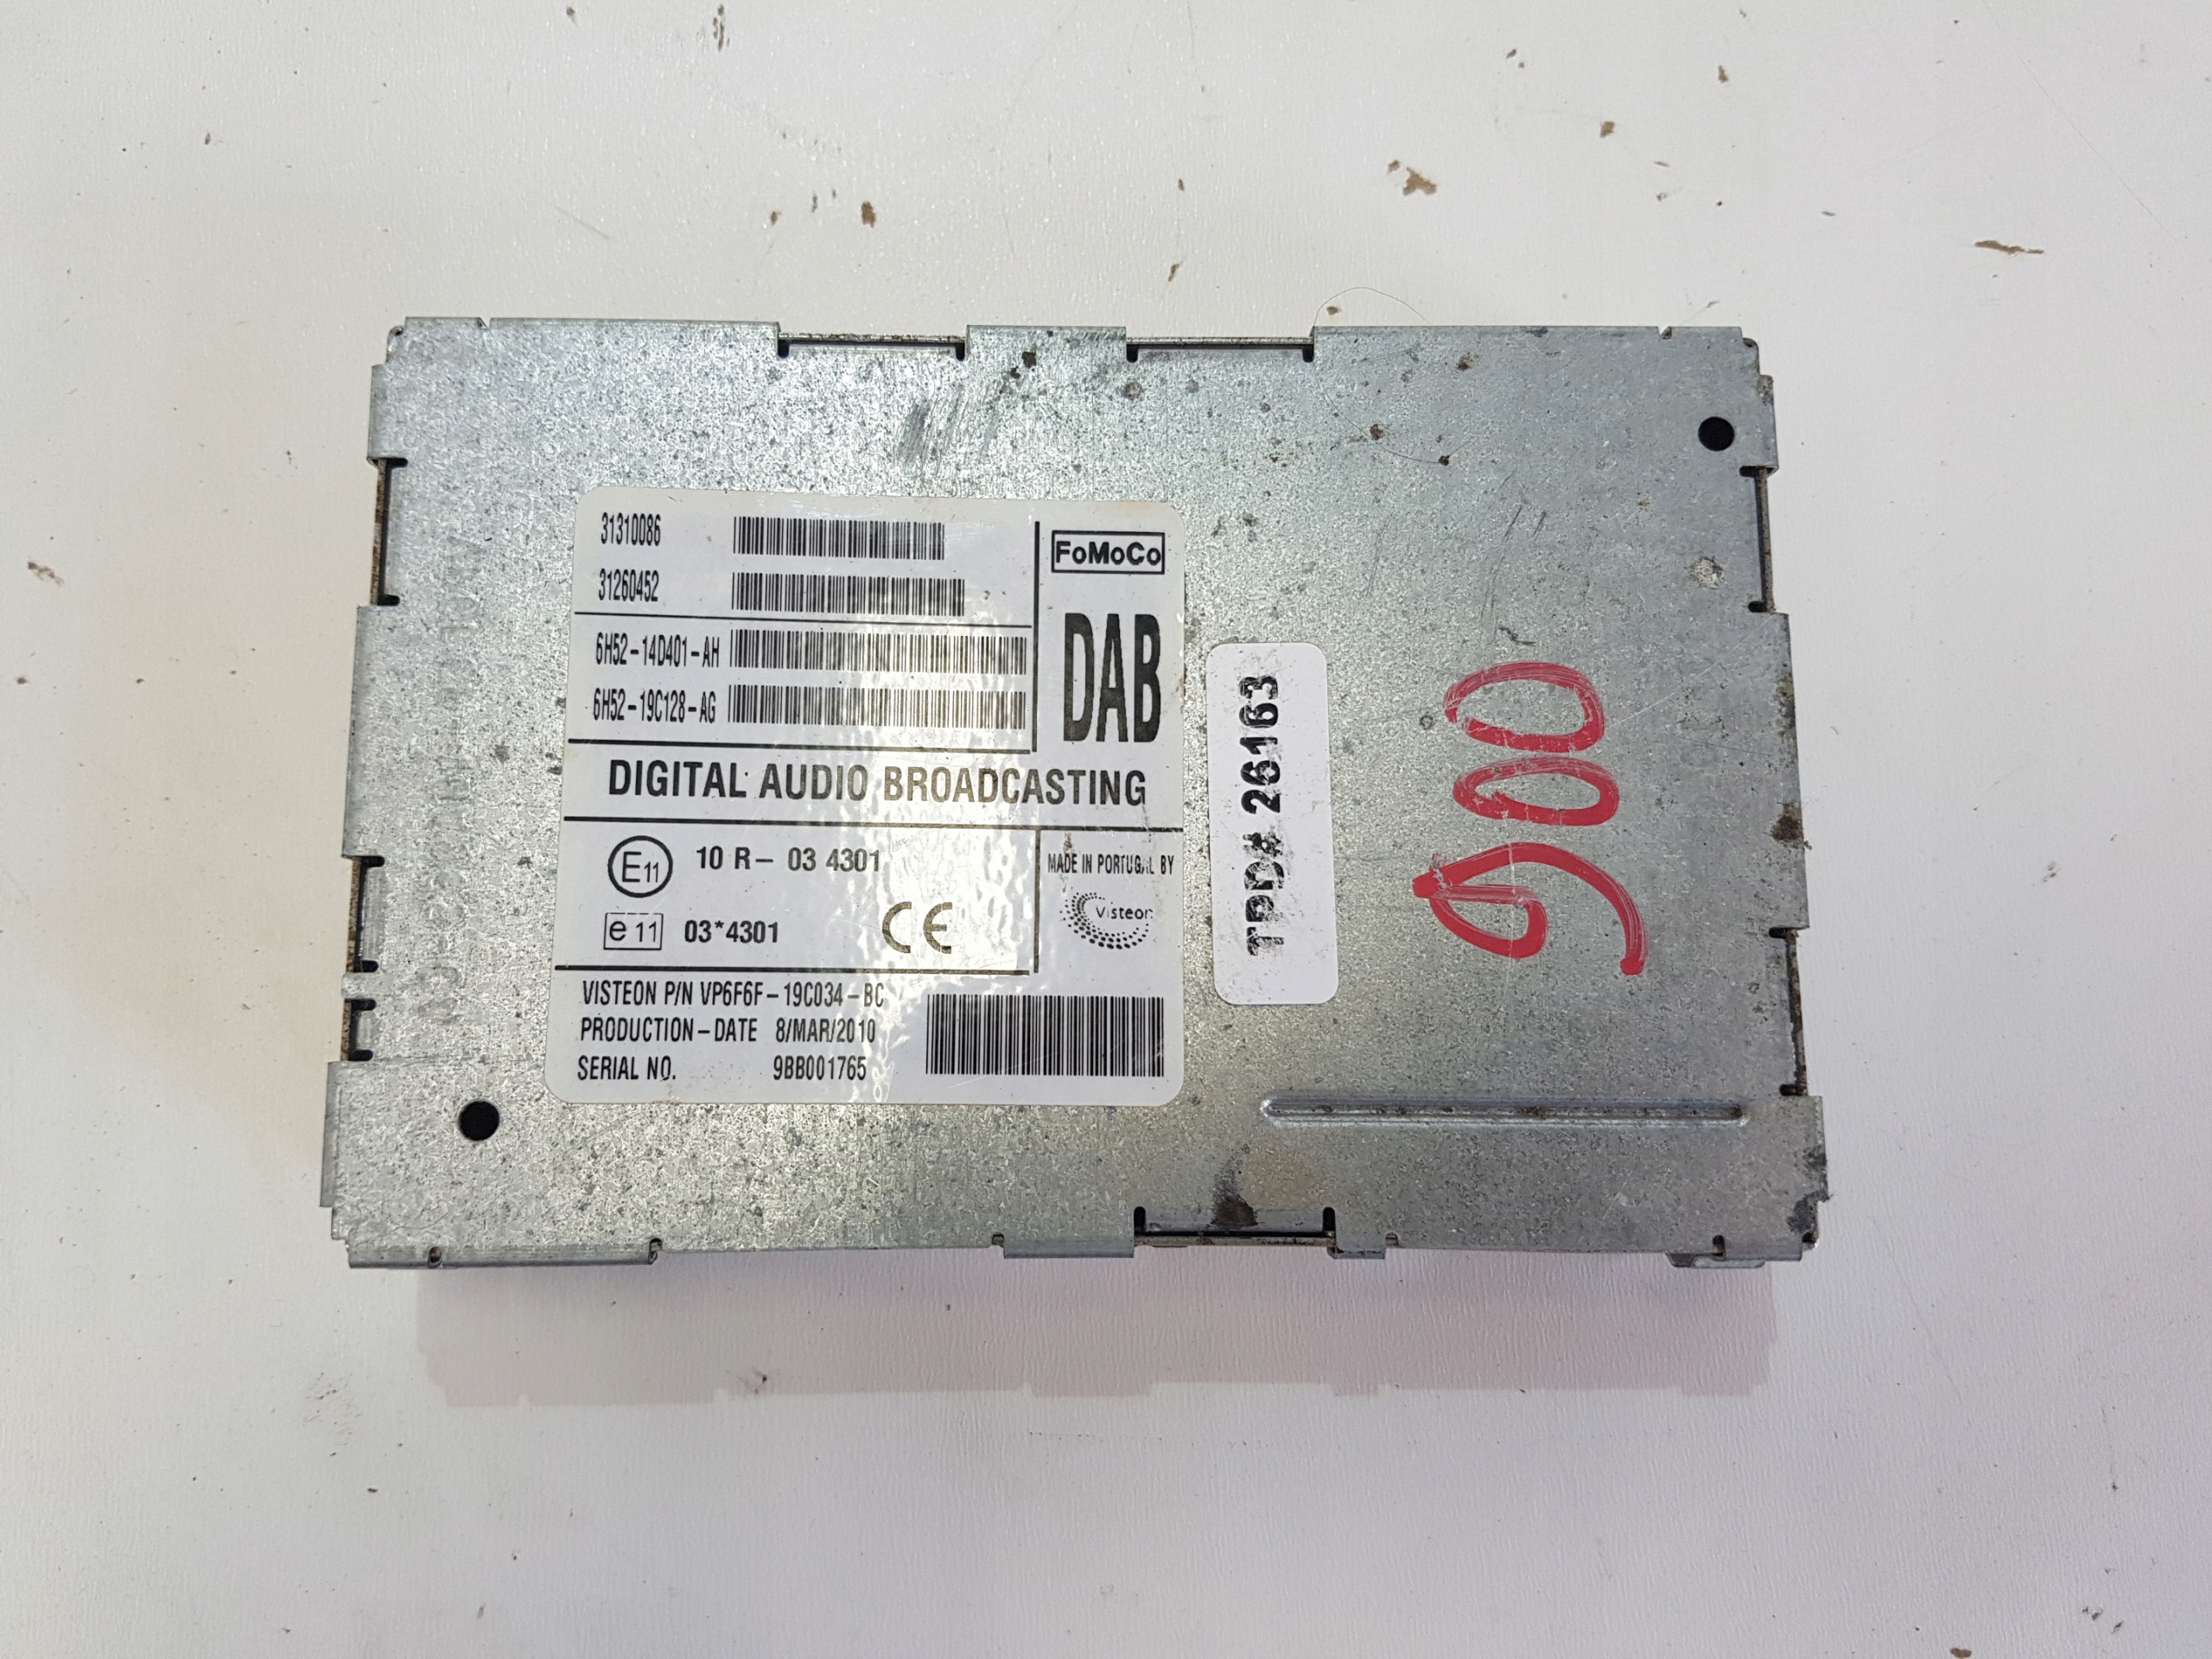 31310086
31260452
6H52-14D401-AH
6H52-19C128-AG
FoMoCo
DAB
DIGITAL AUDIO BROADCASTING
E11 10 R- 03 4301
e 11 03*4301 CE
MADE IN PORTUGAL BY
Visteon
VISTEON P/N VP6F6F-19C034-BC
PRODUCTION-DATE 8/MAR/2010
SERIAL NO. 9BB001765
TPD# 26163
900